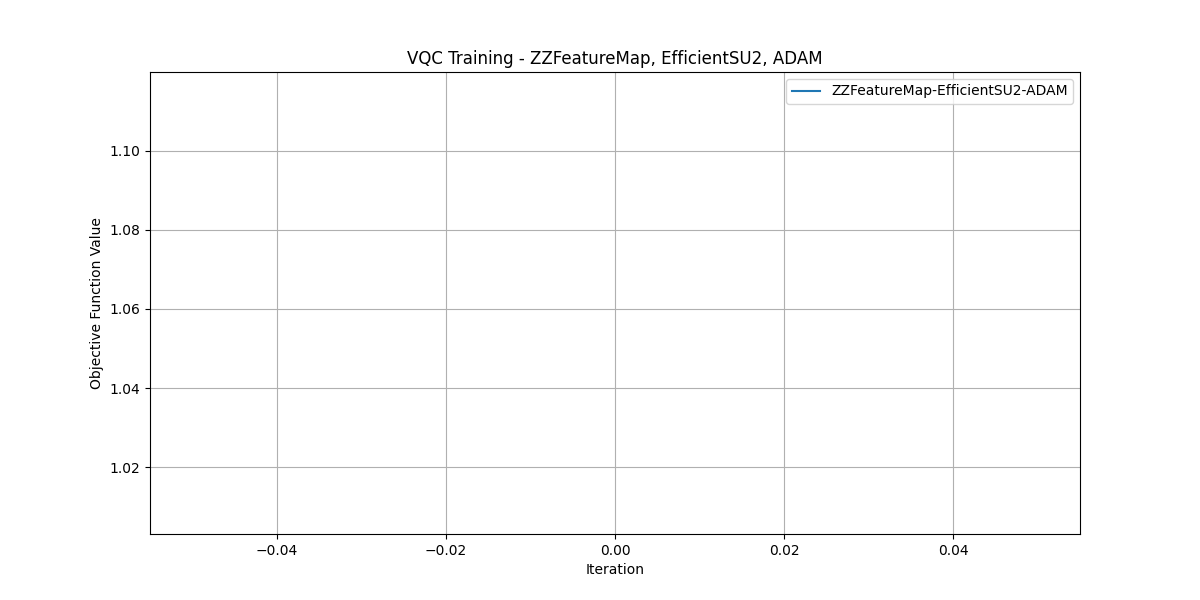 VQC Training - ZZFeatureMap, EfficientSU2, ADAM
ZZFeatureMap-EfficientSU2-ADAM
Objective Function Value
1.10
1.08
1.06
1.04
1.02
−0.04
−0.02
0.00
0.02
0.04
Iteration